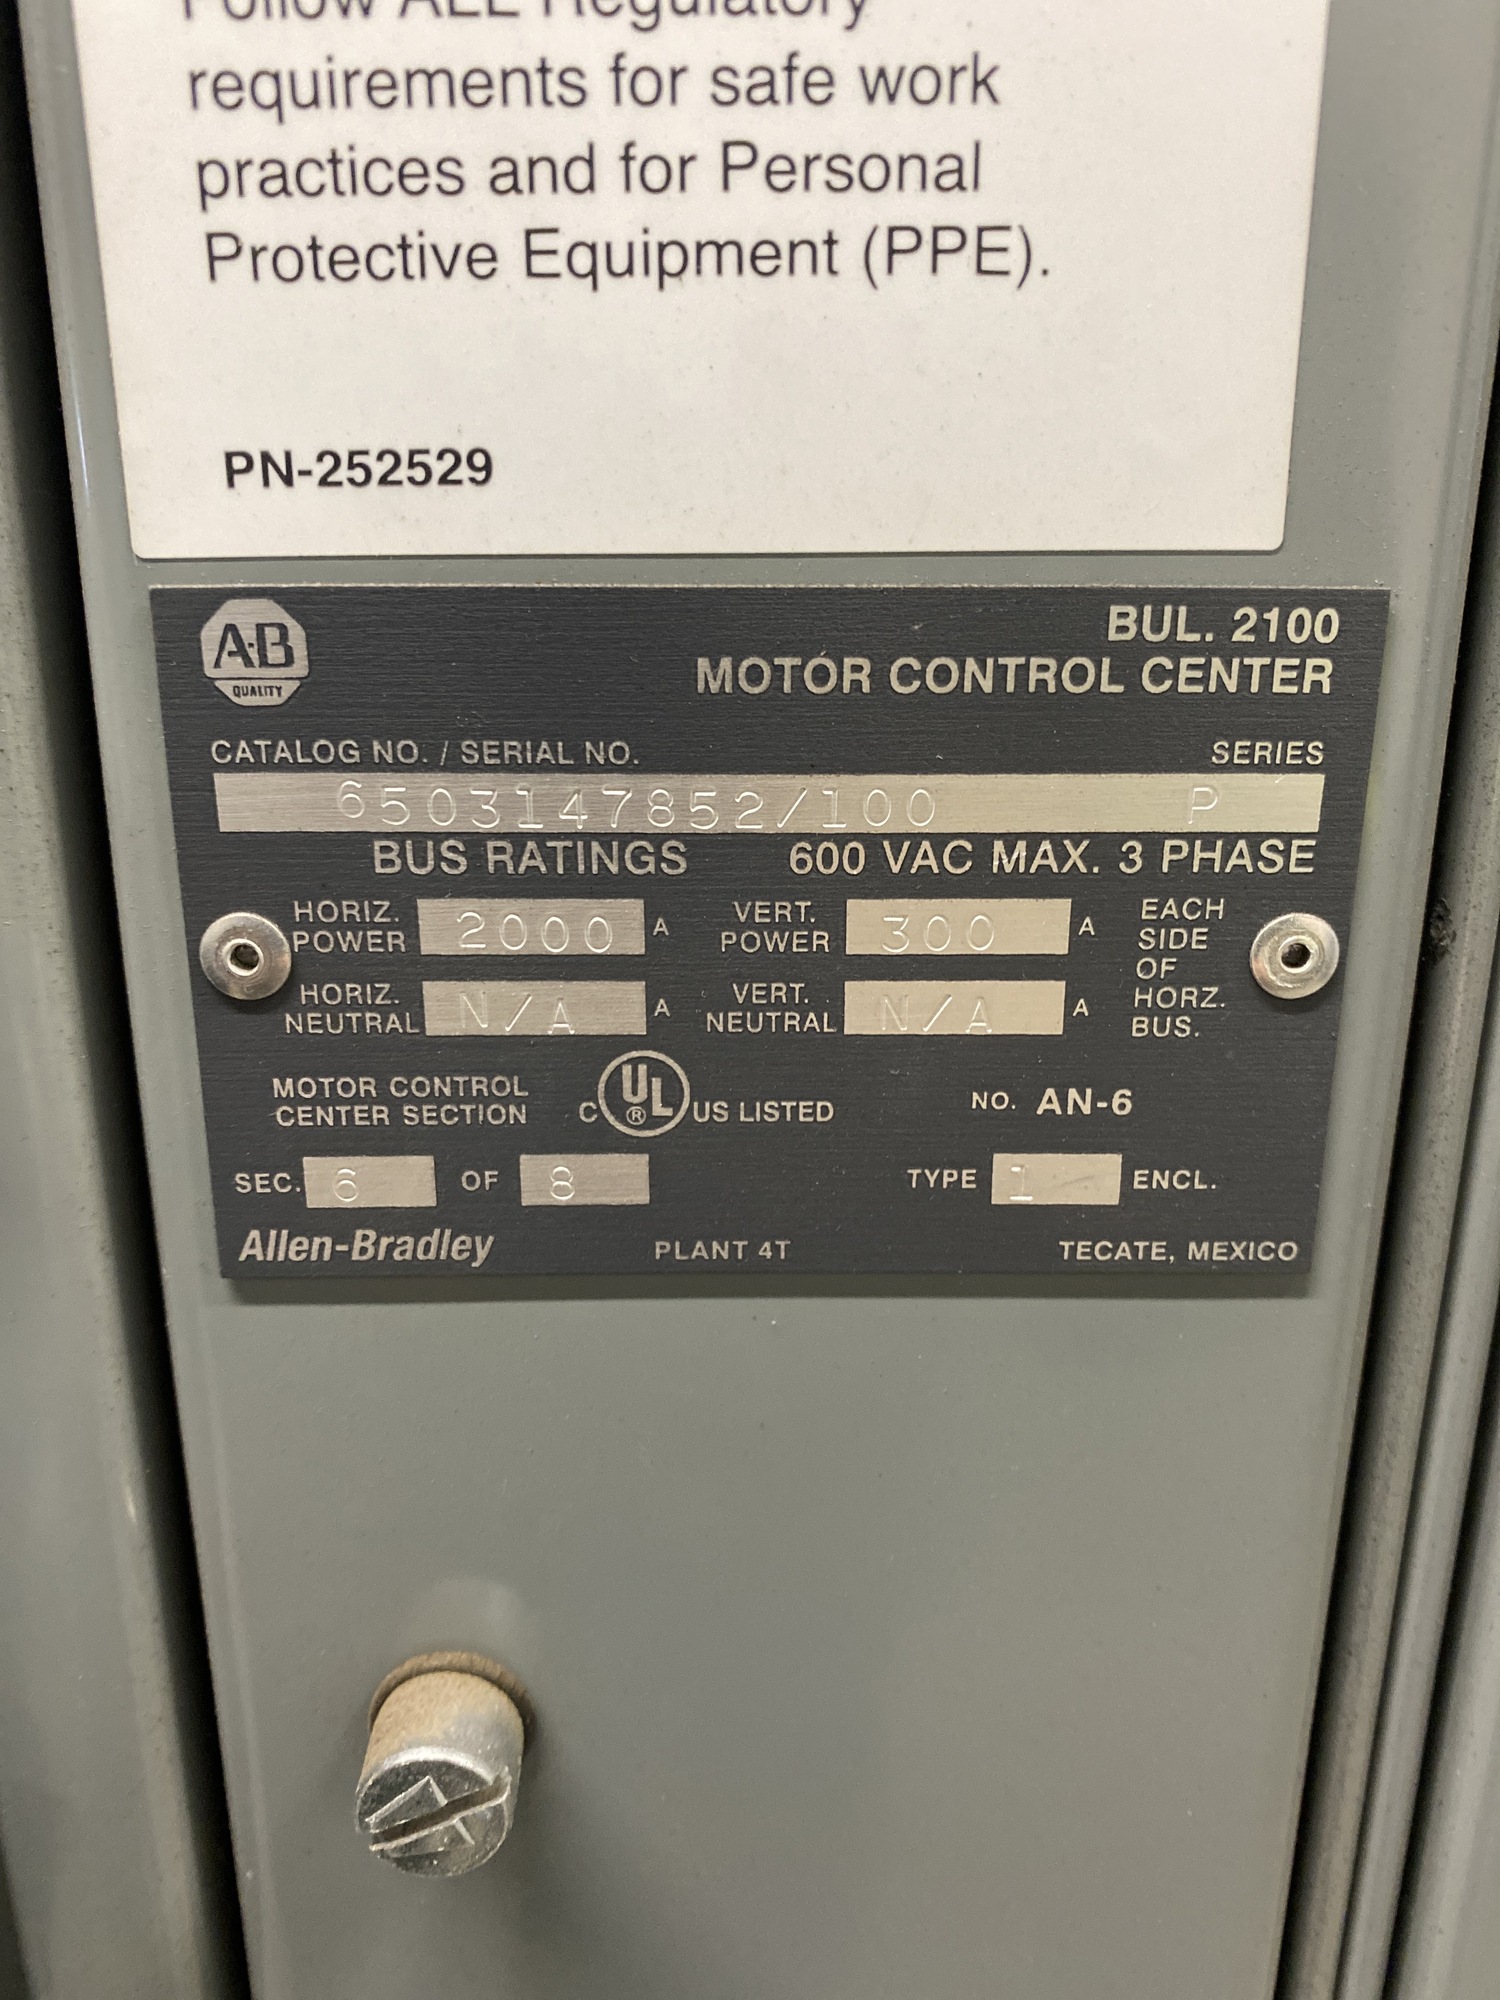 Follow ALL Regulatory
requirements for safe work
practices and for Personal
Protective Equipment (PPE).
PN-252529
A-B
QUALITY
BUL. 2100
MOTOR CONTROL CENTER
CATALOG NO. / SERIAL NO. SERIES
6503147852/100 P
BUS RATINGS 600 VAC MAX. 3 PHASE
HORIZ. POWER 2000 A VERT. POWER 300 A EACH SIDE OF HORZ. BUS.
HORIZ. NEUTRAL N/A A VERT. NEUTRAL N/A A
MOTOR CONTROL
CENTER SECTION
C UL ® US LISTED NO. AN-6
SEC. 6 OF 8 TYPE 1 ENCL.
Allen-Bradley PLANT 4T TECATE, MEXICO